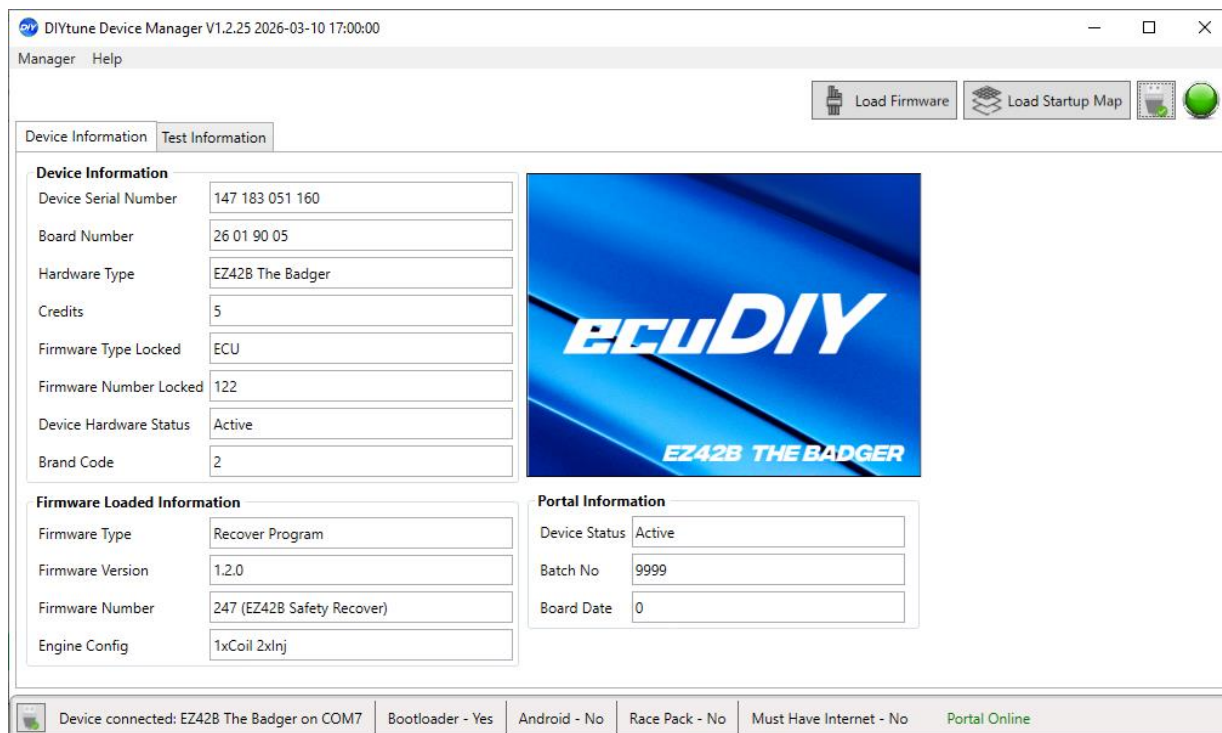 DIYtune Device Manager V1.2.25 2026-03-10 17:00:00
Manager Help
Load Firmware Load Startup Map
Device Information Test Information
Device Information
Device Serial Number 147 183 051 160
Board Number 26 01 90 05
Hardware Type EZ42B The Badger
Credits 5
Firmware Type Locked ECU
Firmware Number Locked 122
Device Hardware Status Active
Brand Code 2
ecuDIY
EZ42B THE BADGER
Firmware Loaded Information
Firmware Type Recover Program
Firmware Version 1.2.0
Firmware Number 247 (EZ42B Safety Recover)
Engine Config 1xCoil 2xInj
Portal Information
Device Status Active
Batch No 9999
Board Date 0
Device connected: EZ42B The Badger on COM7 Bootloader - Yes Android - No Race Pack - No Must Have Internet - No Portal Online